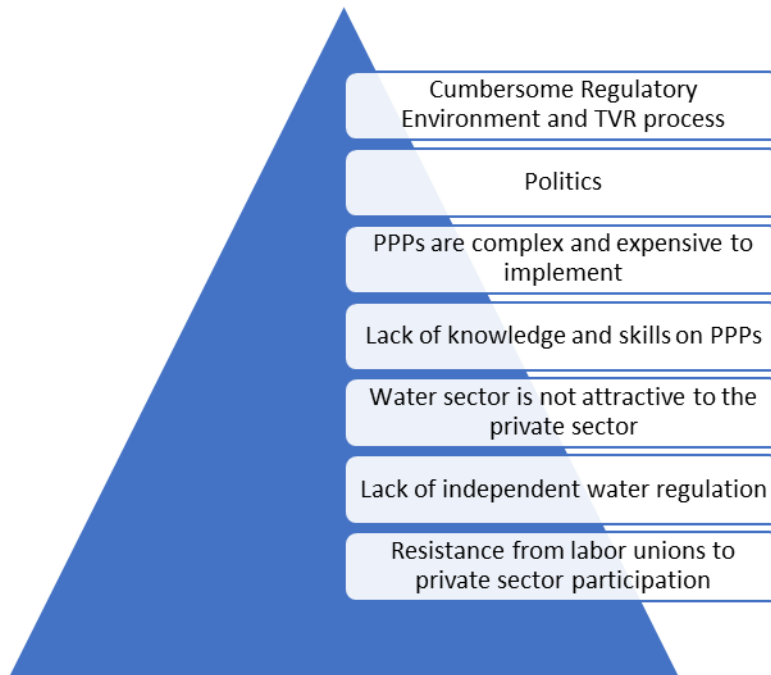 Cumbersome Regulatory
Environment and TVR process
Politics
PPPs are complex and expensive to
implement
Lack of knowledge and skills on PPPs
Water sector is not attractive to the
private sector
Lack of independent water regulation
Resistance from labor unions to
private sector participation